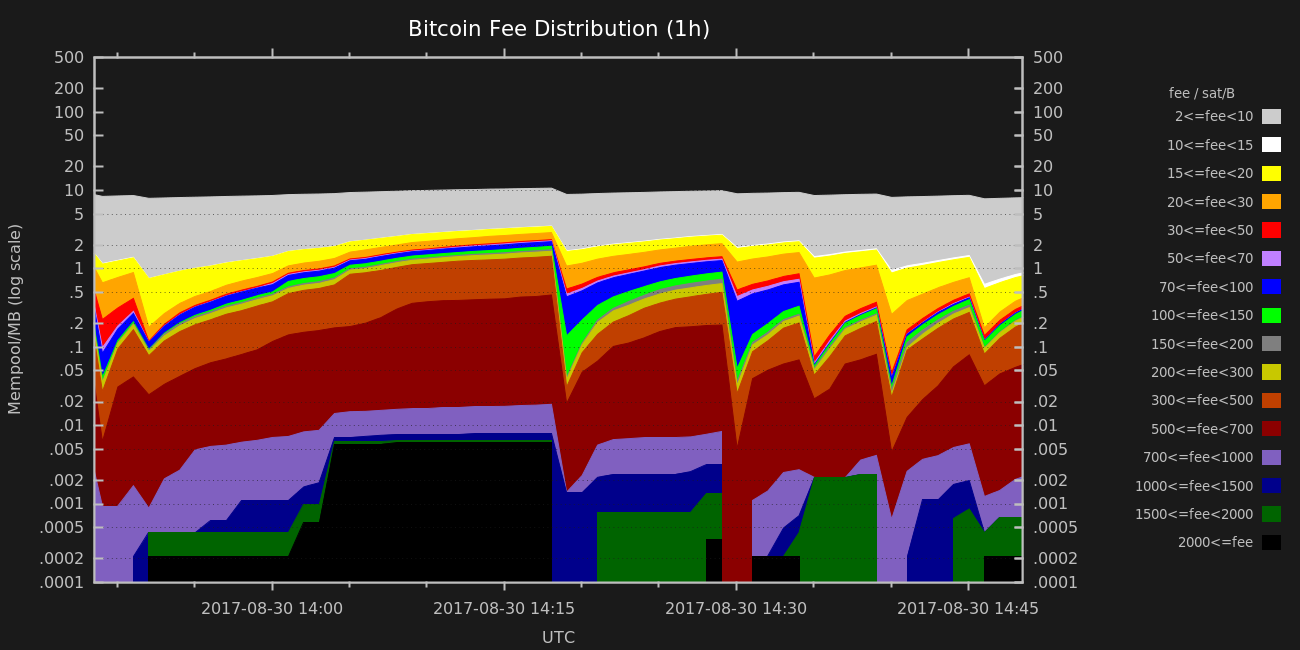 Bitcoin Fee Distribution (1h)
500 500
200 200
100 100
50 50
20 20
10 10
5 5
2 2
1 1
.5 .5
.2 .2
.1 .1
.05 .05
.02 .02
.01 .01
.005 .005
.002 .002
.001 .001
.0005 .0005
.0002 .0002
.0001 .0001
Mempool/MB (log scale)
2017-08-30 14:00 2017-08-30 14:15 2017-08-30 14:30 2017-08-30 14:45
UTC
fee / sat/B
2<=fee<10
10<=fee<15
15<=fee<20
20<=fee<30
30<=fee<50
50<=fee<70
70<=fee<100
100<=fee<150
150<=fee<200
200<=fee<300
300<=fee<500
500<=fee<700
700<=fee<1000
1000<=fee<1500
1500<=fee<2000
2000<=fee